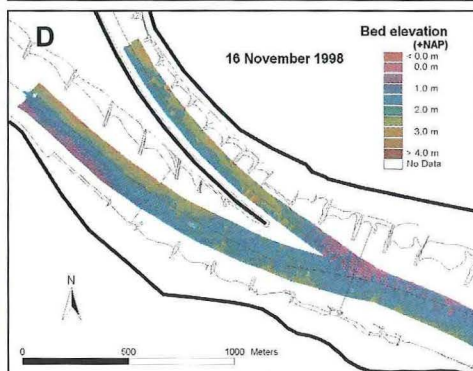 D
16 November 1998
Bed elevation
(+NAP)
< 0.0 m
0.0 m
1.0 m
2.0 m
3.0 m
> 4.0 m
No Data
N
0 500 1000 Meters